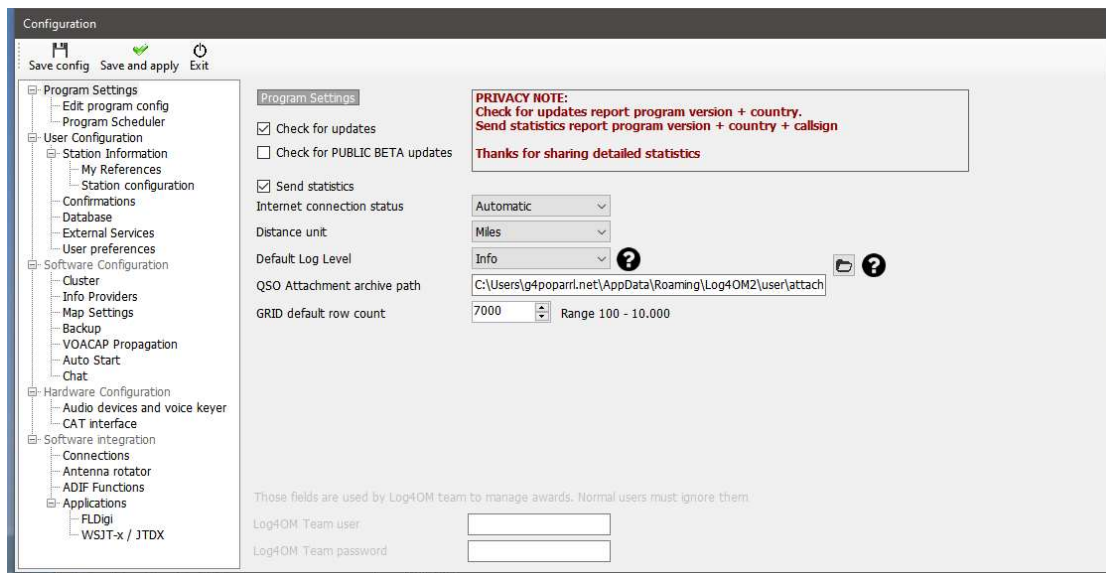 Configuration
Save config Save and apply Exit
Program Settings
Edit program config
Program Scheduler
User Configuration
Station Information
My References
Station configuration
Confirmations
Database
External Services
User preferences
Software Configuration
Cluster
Info Providers
Map Settings
Backup
VOACAP Propagation
Auto Start
Chat
Hardware Configuration
Audio devices and voice keyer
CAT interface
Software integration
Connections
Antenna rotator
ADIF Functions
Applications
FLDigi
WSJT-x / JTDX
Program Settings
PRIVACY NOTE:
Check for updates report program version + country.
Send statistics report program version + country + callsign
Thanks for sharing detailed statistics
Check for updates
Check for PUBLIC BETA updates
Send statistics
Internet connection status Automatic
Distance unit Miles
Default Log Level Info ? ?
QSO Attachment archive path C:\Users\g4poparrl.net\AppData\Roaming\Log4OM2\user\attach
GRID default row count 7000 Range 100 - 10.000
Those fields are used by Log4OM team to manage awards. Normal users must ignore them
Log4OM Team user
Log4OM Team password